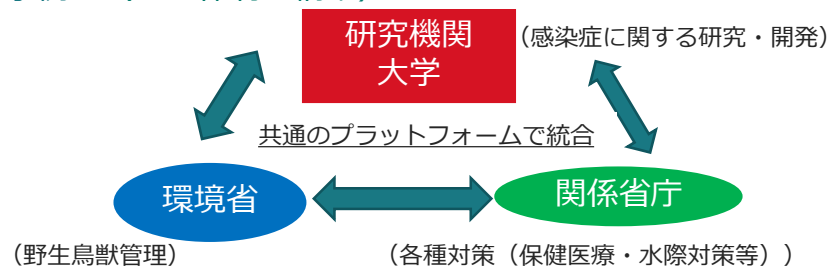 研究機関
大学
（感染症に関する研究・開発）
共通のプラットフォームで統合
環境省
関係省庁
（野生鳥獣管理）
（各種対策（保健医療・水際対策等））